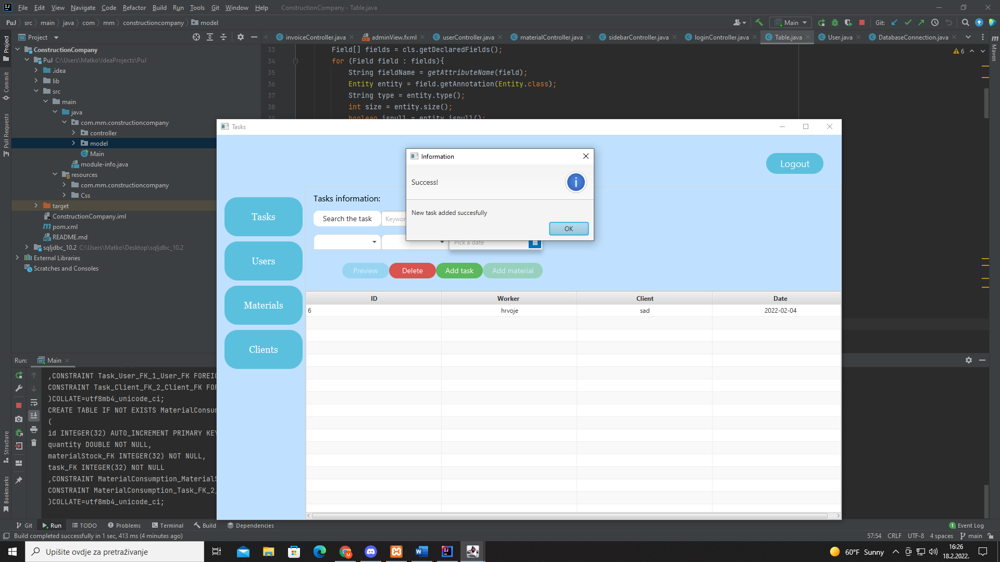 File Edit View Navigate Code Refactor Build Run Tools Git Window Help ConstructionCompany - Table.java
PuJ src main java com mm constructioncompany model
Main
Git:
Project
invoiceController.java adminView.fxml userController.java materialController.java sidebarController.java loginController.java Table.java User.java DatabaseConnection.java
Project
Commit
Pull Requests
Structure
Bookmarks
Maven
6
ConstructionCompany
PuJ C:\Users\Matko\IdeaProjects\PuJ
.idea
lib
src
main
java
com.mm.constructioncompany
controller
model
Main
module-info.java
resources
com.mm.constructioncompany
Css
target
ConstructionCompany.iml
pom.xml
README.md
sqljdbc_10.2 C:\Users\Matko\Desktop\sqljdbc_10.2
External Libraries
Scratches and Consoles
33 Field[] fields = cls.getDeclaredFields();
34 for (Field field : fields){
35 String fieldName = getAttributeName(field);
36 Entity entity = field.getAnnotation(Entity.class);
37 String type = entity.type();
38 int size = entity.size();
39 boolean isnull = entity.isnull();
Tasks
Logout
Tasks
Users
Materials
Clients
Tasks information:
Search the task
Keywor
Pick a date
Preview Delete Add task Add material
Information
Success!
New task added succesfully
OK
ID Worker Client Date
6 hrvoje sad 2022-02-04
Run: Main
,CONSTRAINT Task_User_FK_1_User_FK FOREIG
CONSTRAINT Task_Client_FK_2_Client_FK FOR
)COLLATE=utf8mb4_unicode_ci;
CREATE TABLE IF NOT EXISTS MaterialConsum
(
id INTEGER(32) AUTO_INCREMENT PRIMARY KEY
quantity DOUBLE NOT NULL,
materialStock_FK INTEGER(32) NOT NULL,
task_FK INTEGER(32) NOT NULL
,CONSTRAINT MaterialConsumption_MaterialS
CONSTRAINT MaterialConsumption_Task_FK_2_
)COLLATE=utf8mb4_unicode_ci;
Git Run TODO Problems Terminal Build Dependencies
1 Event Log
Build completed successfully in 1 sec, 413 ms (4 minutes ago)
57:54 CRLF UTF-8 4 spaces main
Upišite ovdje za pretraživanje
60°F Sunny
16:26
18.2.2022.